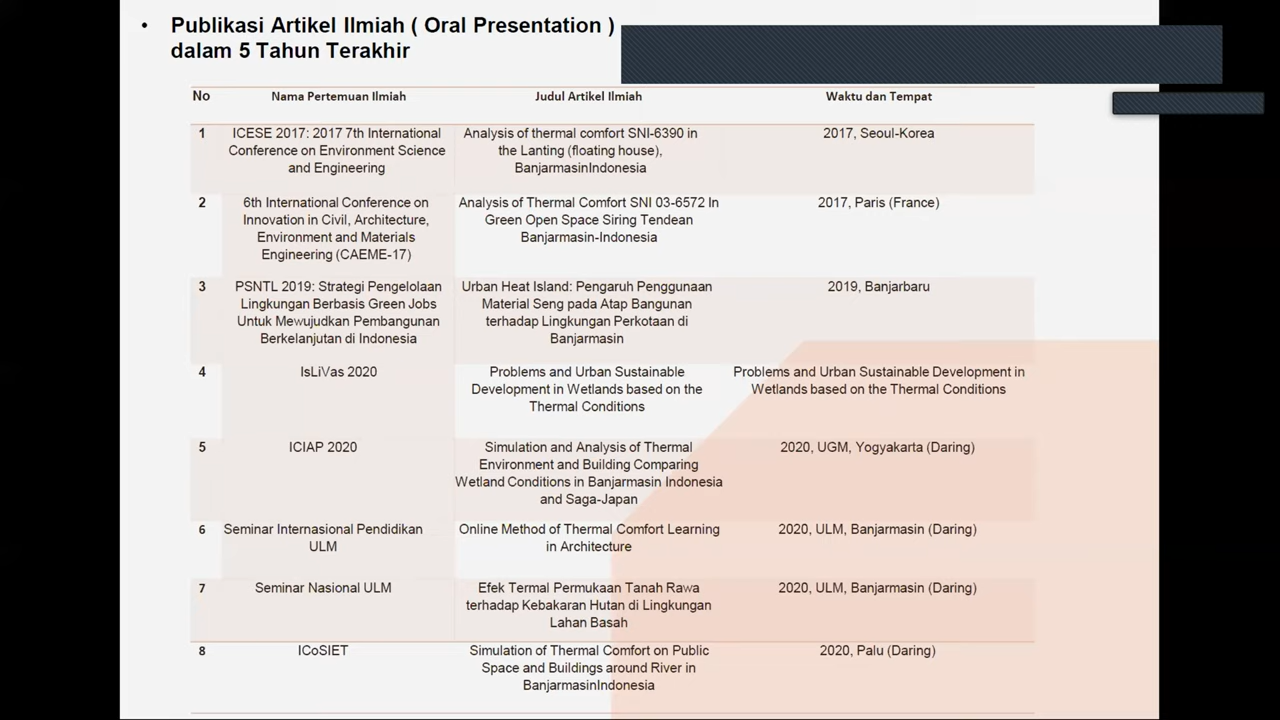 • Publikasi Artikel Ilmiah ( Oral Presentation )
dalam 5 Tahun Terakhir
No Nama Pertemuan Ilmiah Judul Artikel Ilmiah Waktu dan Tempat
1 ICESE 2017: 2017 7th International Analysis of thermal comfort SNI-6390 in 2017, Seoul-Korea
Conference on Environment Science the Lanting (floating house),
and Engineering BanjarmasinIndonesia
2 6th International Conference on Analysis of Thermal Comfort SNI 03-6572 In 2017, Paris (France)
Innovation in Civil, Architecture, Green Open Space Siring Tendean
Environment and Materials Banjarmasin-Indonesia
Engineering (CAEME-17)
3 PSNTL 2019: Strategi Pengelolaan Urban Heat Island: Pengaruh Penggunaan 2019, Banjarbaru
Lingkungan Berbasis Green Jobs Material Seng pada Atap Bangunan
Untuk Mewujudkan Pembangunan terhadap Lingkungan Perkotaan di
Berkelanjutan di Indonesia Banjarmasin
4 IsLiVas 2020 Problems and Urban Sustainable Problems and Urban Sustainable Development in
Development in Wetlands based on the Wetlands based on the Thermal Conditions
Thermal Conditions
5 ICIAP 2020 Simulation and Analysis of Thermal 2020, UGM, Yogyakarta (Daring)
Environment and Building Comparing
Wetland Conditions in Banjarmasin Indonesia
and Saga-Japan
6 Seminar Internasional Pendidikan Online Method of Thermal Comfort Learning 2020, ULM, Banjarmasin (Daring)
ULM in Architecture
7 Seminar Nasional ULM Efek Termal Permukaan Tanah Rawa 2020, ULM, Banjarmasin (Daring)
terhadap Kebakaran Hutan di Lingkungan
Lahan Basah
8 ICoSIET Simulation of Thermal Comfort on Public 2020, Palu (Daring)
Space and Buildings around River in
BanjarmasinIndonesia